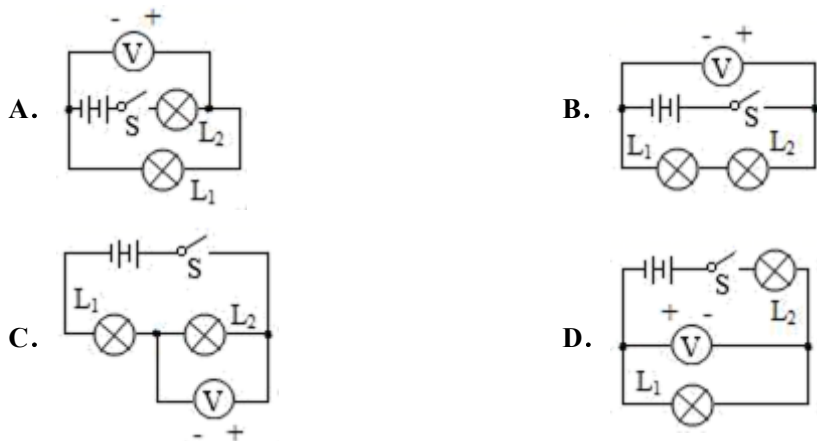 - +
V
A.
S
L₂
L₁
- +
V
B.
S
L₁
L₂
S
L₁
L₂
C.
V
- +
S
L₂
D.
+ -
V
L₁